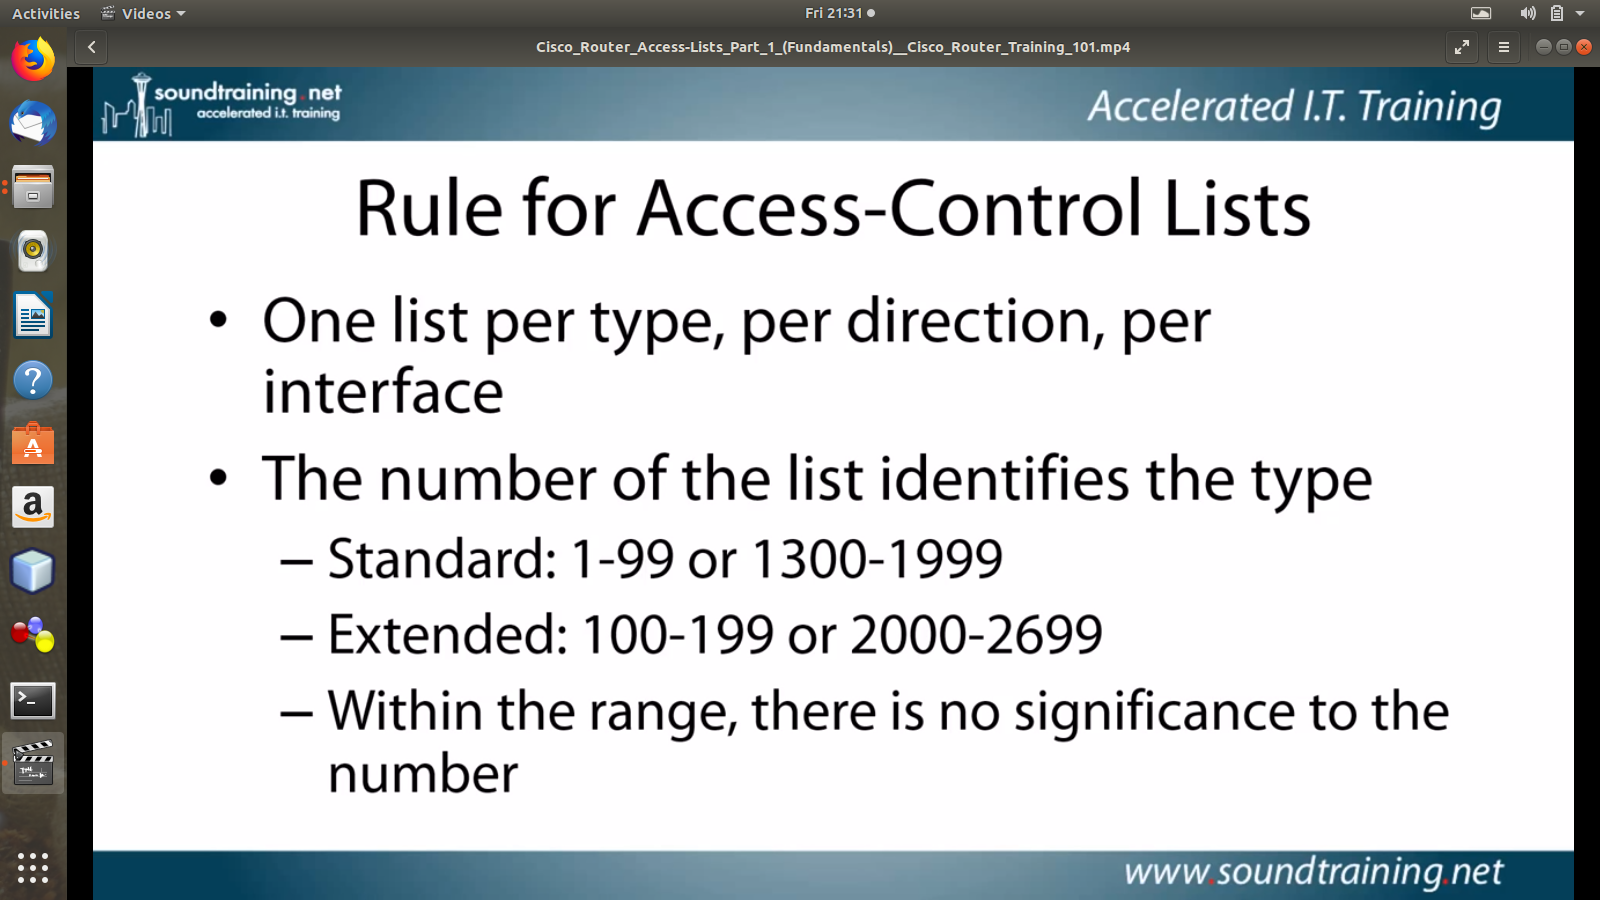 Activities Videos Fri 21:31
Cisco_Router_Access-Lists_Part_1_(Fundamentals)__Cisco_Router_Training_101.mp4
soundtraining.net
accelerated i.t. training
Accelerated I.T. Training
Rule for Access-Control Lists
• One list per type, per direction, per
interface
• The number of the list identifies the type
– Standard: 1-99 or 1300-1999
– Extended: 100-199 or 2000-2699
– Within the range, there is no significance to the
number
www.soundtraining.net